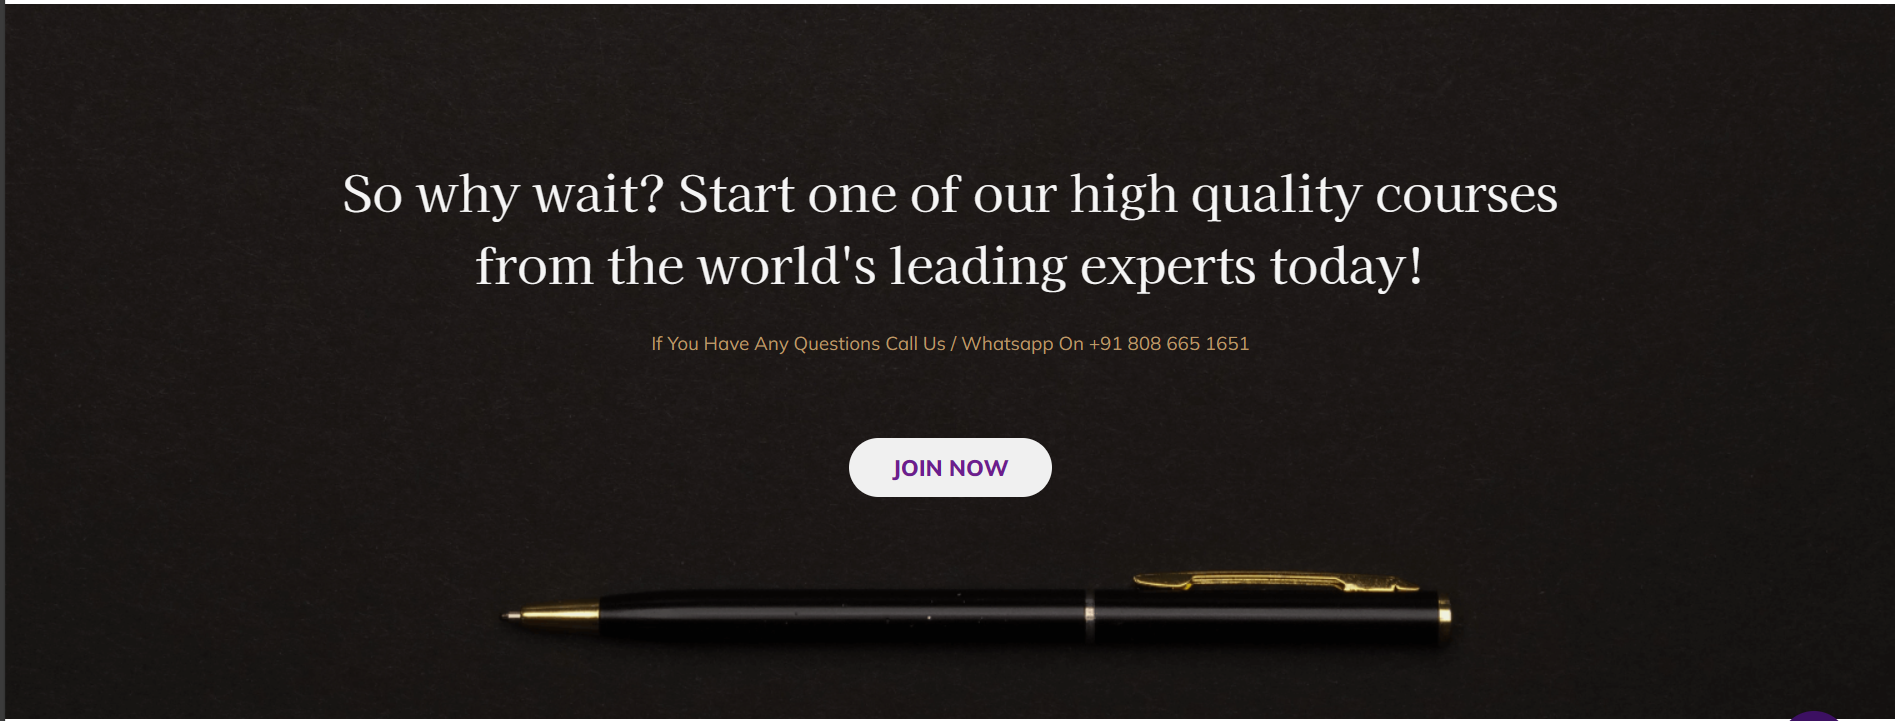 So why wait? Start one of our high quality courses
from the world's leading experts today!
If You Have Any Questions Call Us / Whatsapp On +91 808 665 1651
JOIN NOW